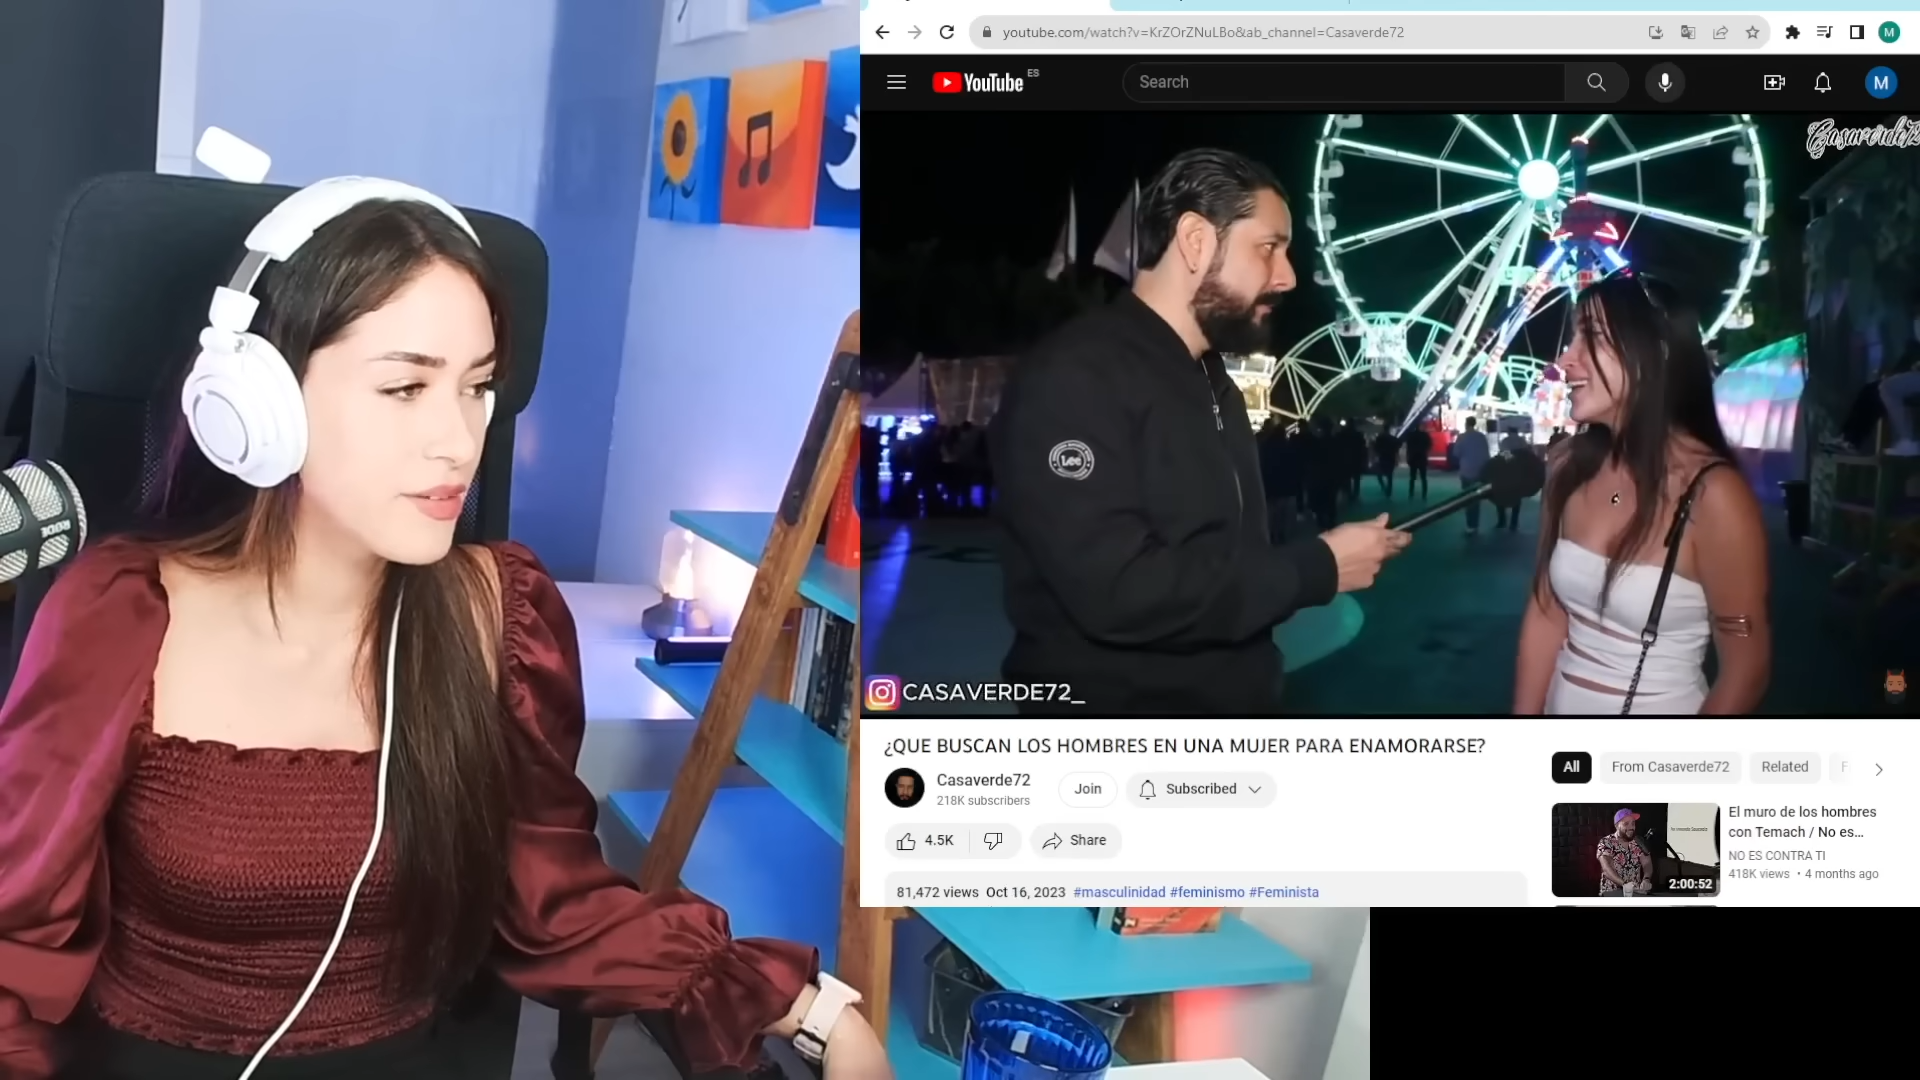 youtube.com/watch?v=KrZOrZNuLBo&ab_channel=Casaverde72
M
YouTube ES
Search
M
Casaverde72
Lee
RODE
CASAVERDE72_
¿QUE BUSCAN LOS HOMBRES EN UNA MUJER PARA ENAMORARSE?
Casaverde72
218K subscribers
Join
Subscribed
4.5K
Share
81,472 views Oct 16, 2023 #masculinidad #feminismo #Feminista
All
From Casaverde72
Related
El muro de los hombres
con Temach / No es...
NO ES CONTRA TI
418K views • 4 months ago
2:00:52